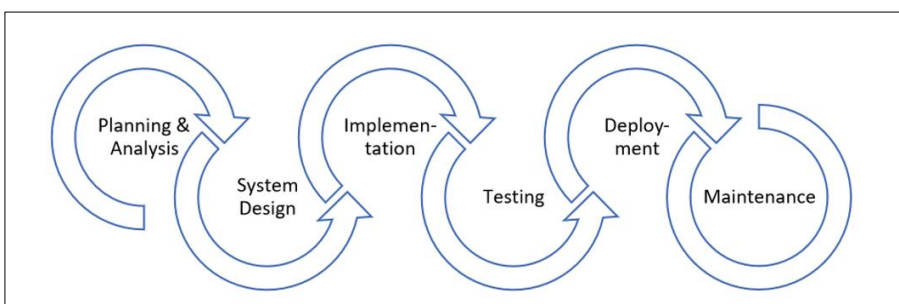 Planning &
Analysis
System
Design
Implemen-
tation
Testing
Deploy-
ment
Maintenance